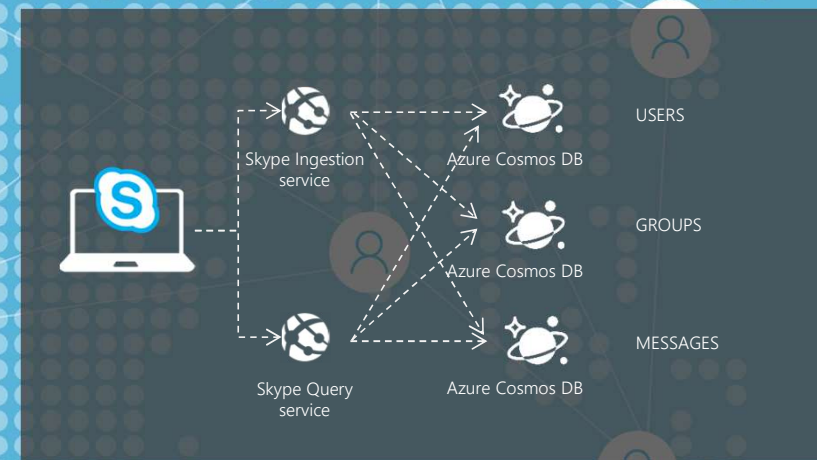 USERS
Skype Ingestion
service
Azure Cosmos DB
S
GROUPS
Azure Cosmos DB
MESSAGES
Skype Query
service
Azure Cosmos DB